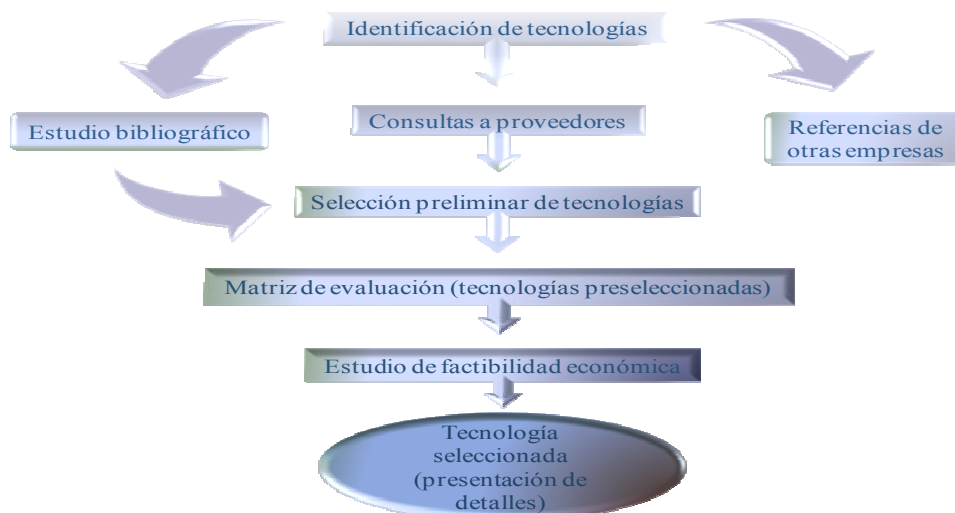 Identificación de tecnologías
Estudio bibliográfico
Consultas a proveedores
Referencias de
otras empresas
Selección preliminar de tecnologías
Matriz de evaluación (tecnologías preseleccionadas)
Estudio de factibilidad económica
Tecnología
seleccionada
(presentación de
detalles)